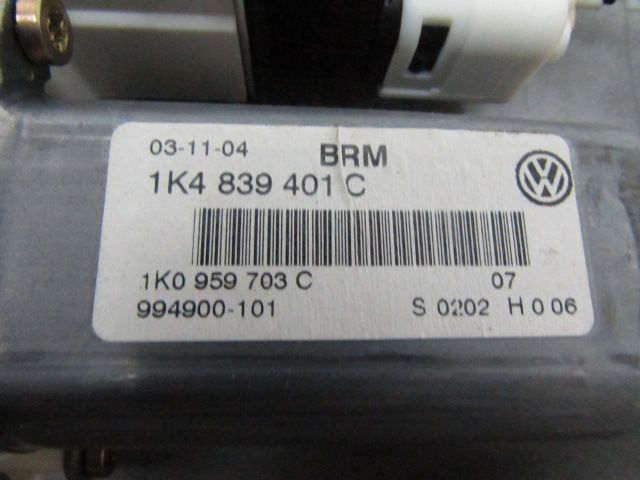 03-11-04 BRM
1K4 839 401 C
1K0 959 703 C 07
994900-101 S 0202 H 0 06